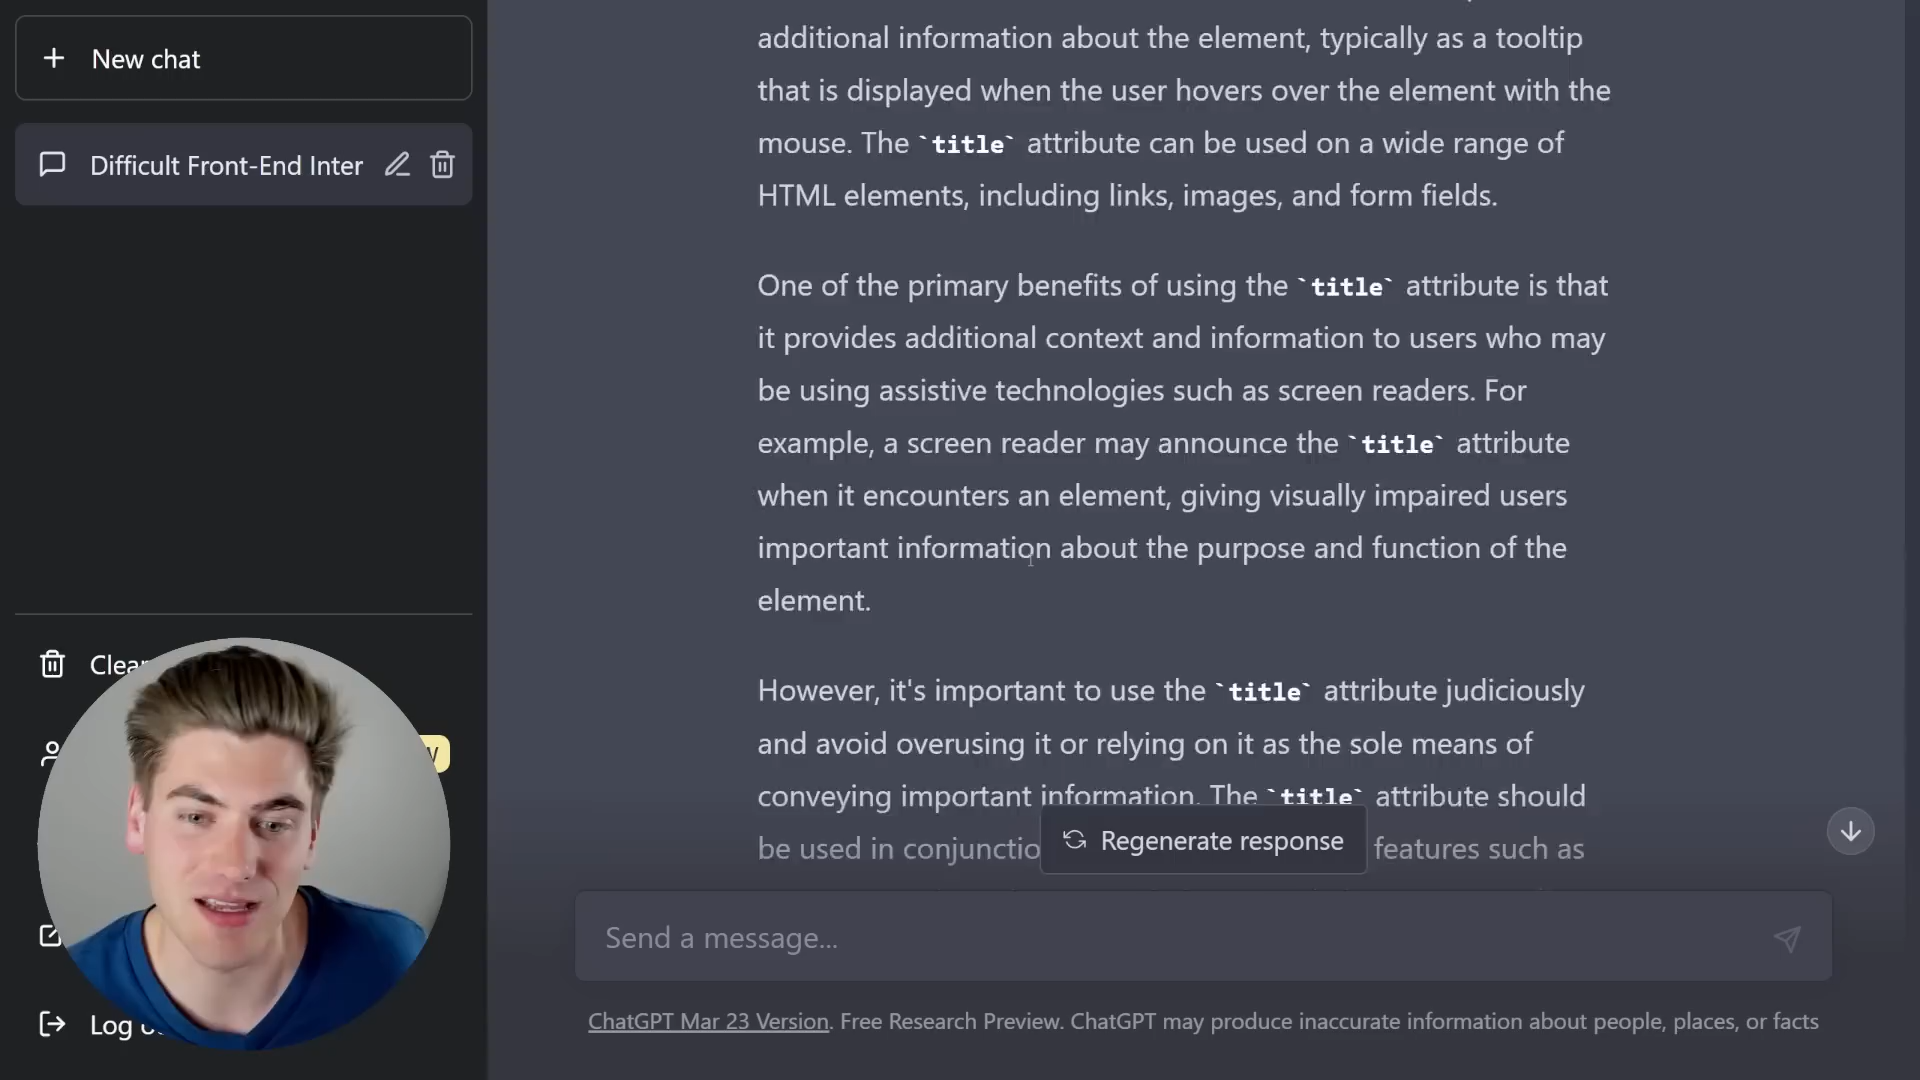 New chat
Difficult Front-End Inter
Clear
Log
additional information about the element, typically as a tooltip
that is displayed when the user hovers over the element with the
mouse. The `title` attribute can be used on a wide range of
HTML elements, including links, images, and form fields.
One of the primary benefits of using the `title` attribute is that
it provides additional context and information to users who may
be using assistive technologies such as screen readers. For
example, a screen reader may announce the `title` attribute
when it encounters an element, giving visually impaired users
important information about the purpose and function of the
element.
However, it's important to use the `title` attribute judiciously
and avoid overusing it or relying on it as the sole means of
conveying important information. The `title` attribute should
be used in conjunctio features such as
Regenerate response
Send a message...
ChatGPT Mar 23 Version. Free Research Preview. ChatGPT may produce inaccurate information about people, places, or facts